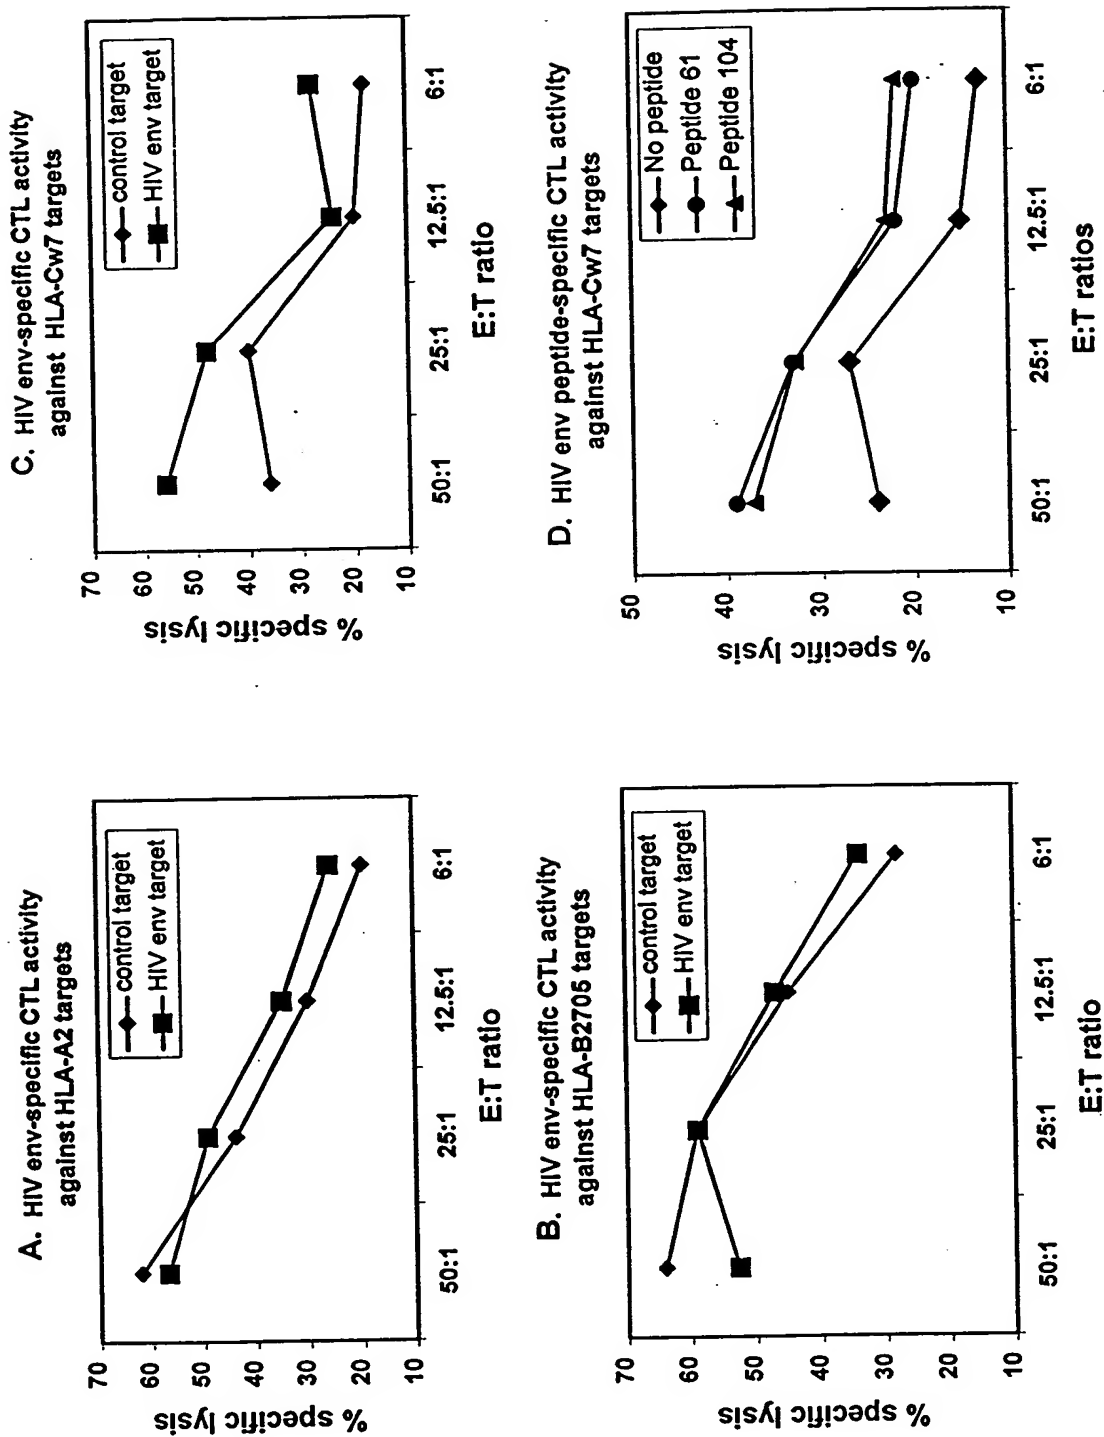 A. HIV env-specific CTL activity
against HLA-A2 targets
% specific lysis
70
60
50
40
30
20
10
control target
HIV env target
50:1 25:1 12.5:1 6:1
E:T ratio
B. HIV env-specific CTL activity
against HLA-B2705 targets
% specific lysis
70
60
50
40
30
20
10
control target
HIV env target
50:1 25:1 12.5:1 6:1
E:T ratio
C. HIV env-specific CTL activity
against HLA-Cw7 targets
% specific lysis
70
60
50
40
30
20
10
control target
HIV env target
50:1 25:1 12.5:1 6:1
E:T ratio
D. HIV env peptide-specific CTL activity
against HLA-Cw7 targets
% specific lysis
50
40
30
20
10
No peptide
Peptide 61
Peptide 104
50:1 25:1 12.5:1 6:1
E:T ratios